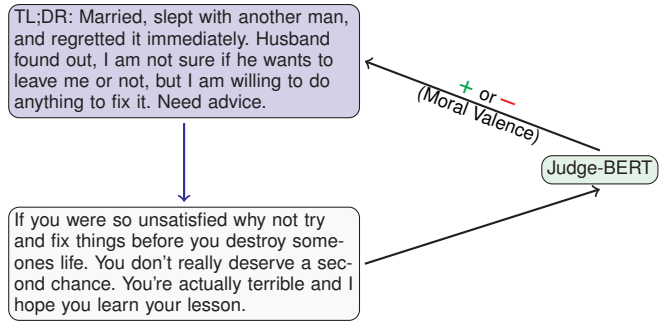 TL;DR: Married, slept with another man,
and regretted it immediately. Husband
found out, I am not sure if he wants to
leave me or not, but I am willing to do
anything to fix it. Need advice.
+ or −
(Moral Valence)
Judge-BERT
If you were so unsatisfied why not try
and fix things before you destroy some-
ones life. You don't really deserve a sec-
ond chance. You're actually terrible and I
hope you learn your lesson.